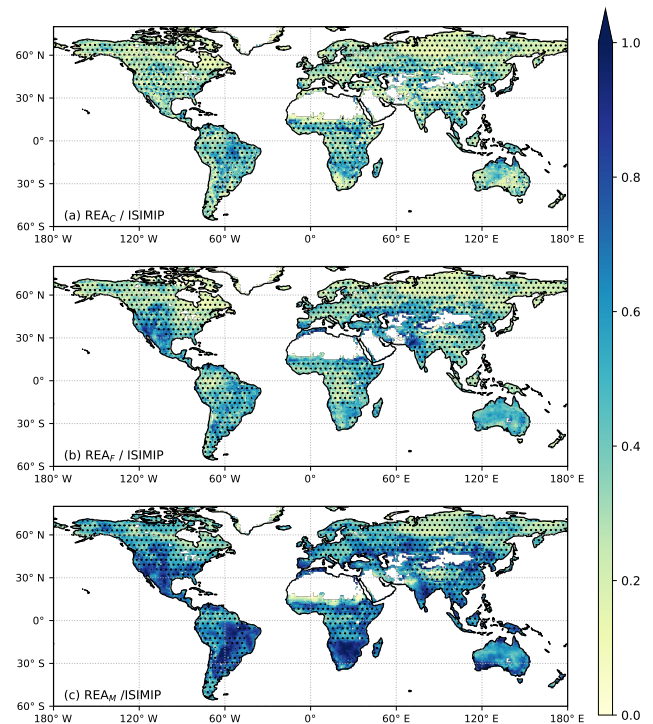 60° N
30° N
0°
30° S
(a) REA_C / ISIMIP
60° S
180° W 120° W 60° W 0° 60° E 120° E 180° E
60° N
30° N
0°
30° S
(b) REA_F / ISIMIP
60° S
180° W 120° W 60° W 0° 60° E 120° E 180° E
60° N
30° N
0°
30° S
(c) REA_M /ISIMIP
60° S
180° W 120° W 60° W 0° 60° E 120° E 180° E
1.0
0.8
0.6
0.4
0.2
0.0